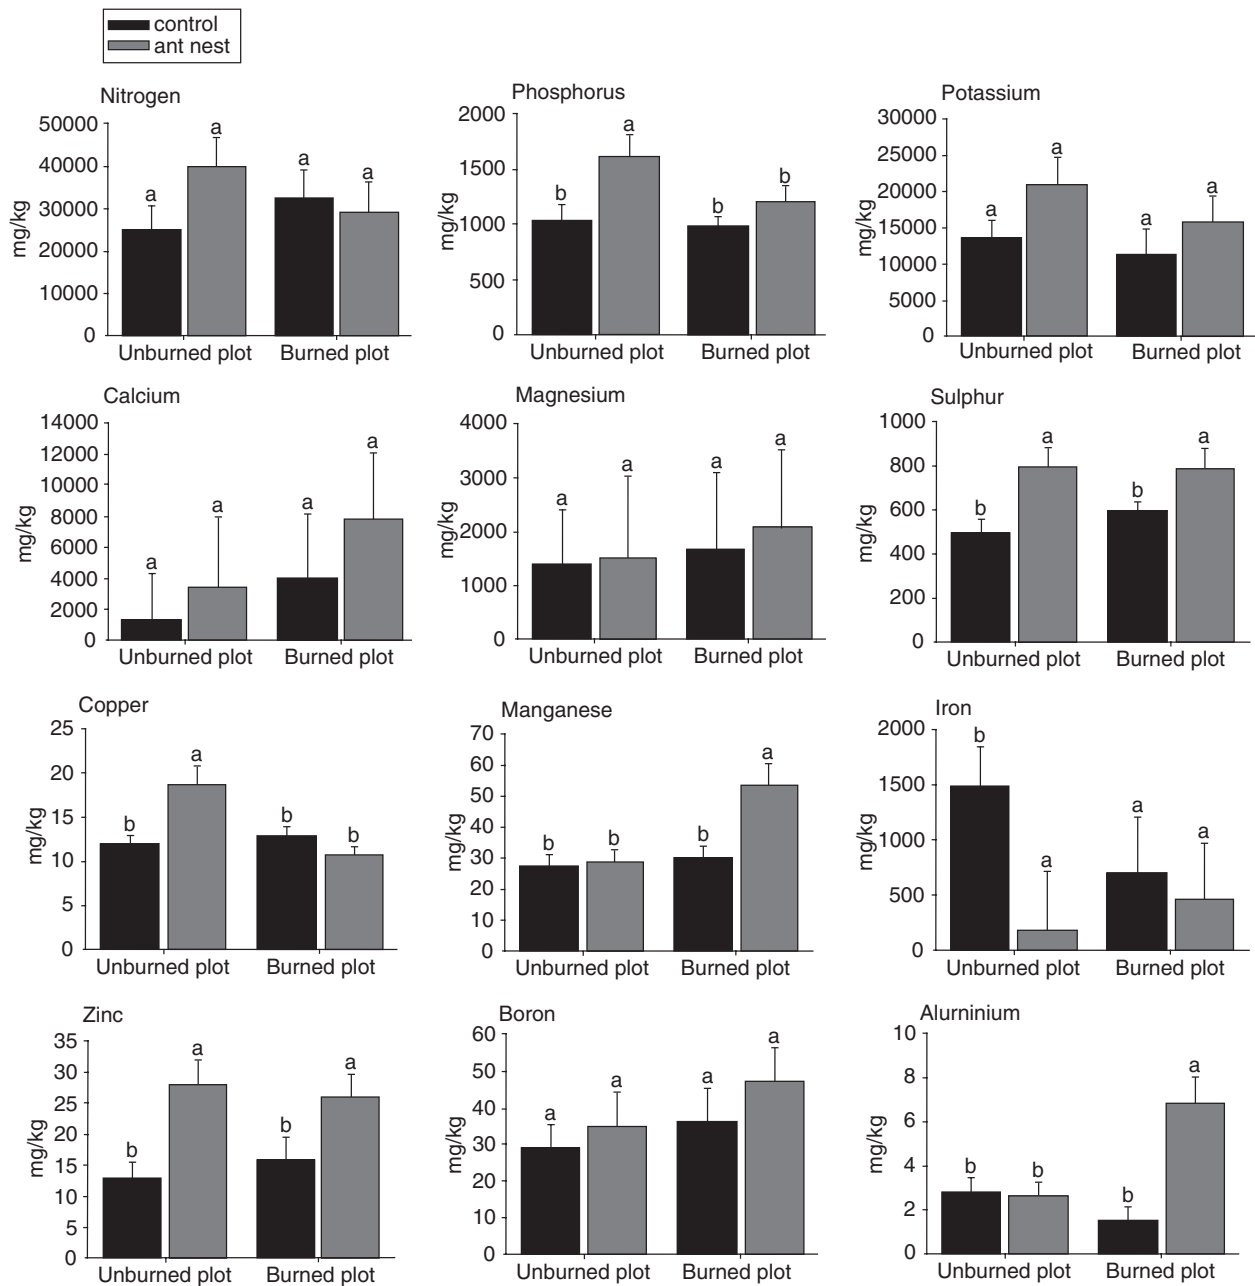 control
ant nest
Nitrogen
50000
40000
30000
20000
10000
0
mg/kg
a
a
a
a
Unburned plot
Burned plot
Phosphorus
2000
1500
1000
500
0
mg/kg
b
a
b
b
Unburned plot
Burned plot
Potassium
30000
25000
20000
15000
10000
5000
0
mg/kg
a
a
a
a
Unburned plot
Burned plot
Calcium
14000
12000
10000
8000
6000
4000
2000
0
mg/kg
a
a
a
a
Unburned plot
Burned plot
Magnesium
4000
3000
2000
1000
0
mg/kg
a
a
a
a
Unburned plot
Burned plot
Sulphur
1000
800
600
400
200
0
mg/kg
b
a
b
a
Unburned plot
Burned plot
Copper
25
20
15
10
5
0
mg/kg
b
a
b
b
Unburned plot
Burned plot
Manganese
70
60
50
40
30
20
10
0
mg/kg
b
b
b
a
Unburned plot
Burned plot
Iron
2000
1500
1000
500
0
mg/kg
b
a
a
a
Unburned plot
Burned plot
Zinc
35
30
25
20
15
10
5
0
mg/kg
b
a
b
a
Unburned plot
Burned plot
Boron
60
50
40
30
20
10
0
mg/kg
a
a
a
a
Unburned plot
Burned plot
Alurninium
10
8
6
4
2
0
mg/kg
b
b
b
a
Unburned plot
Burned plot